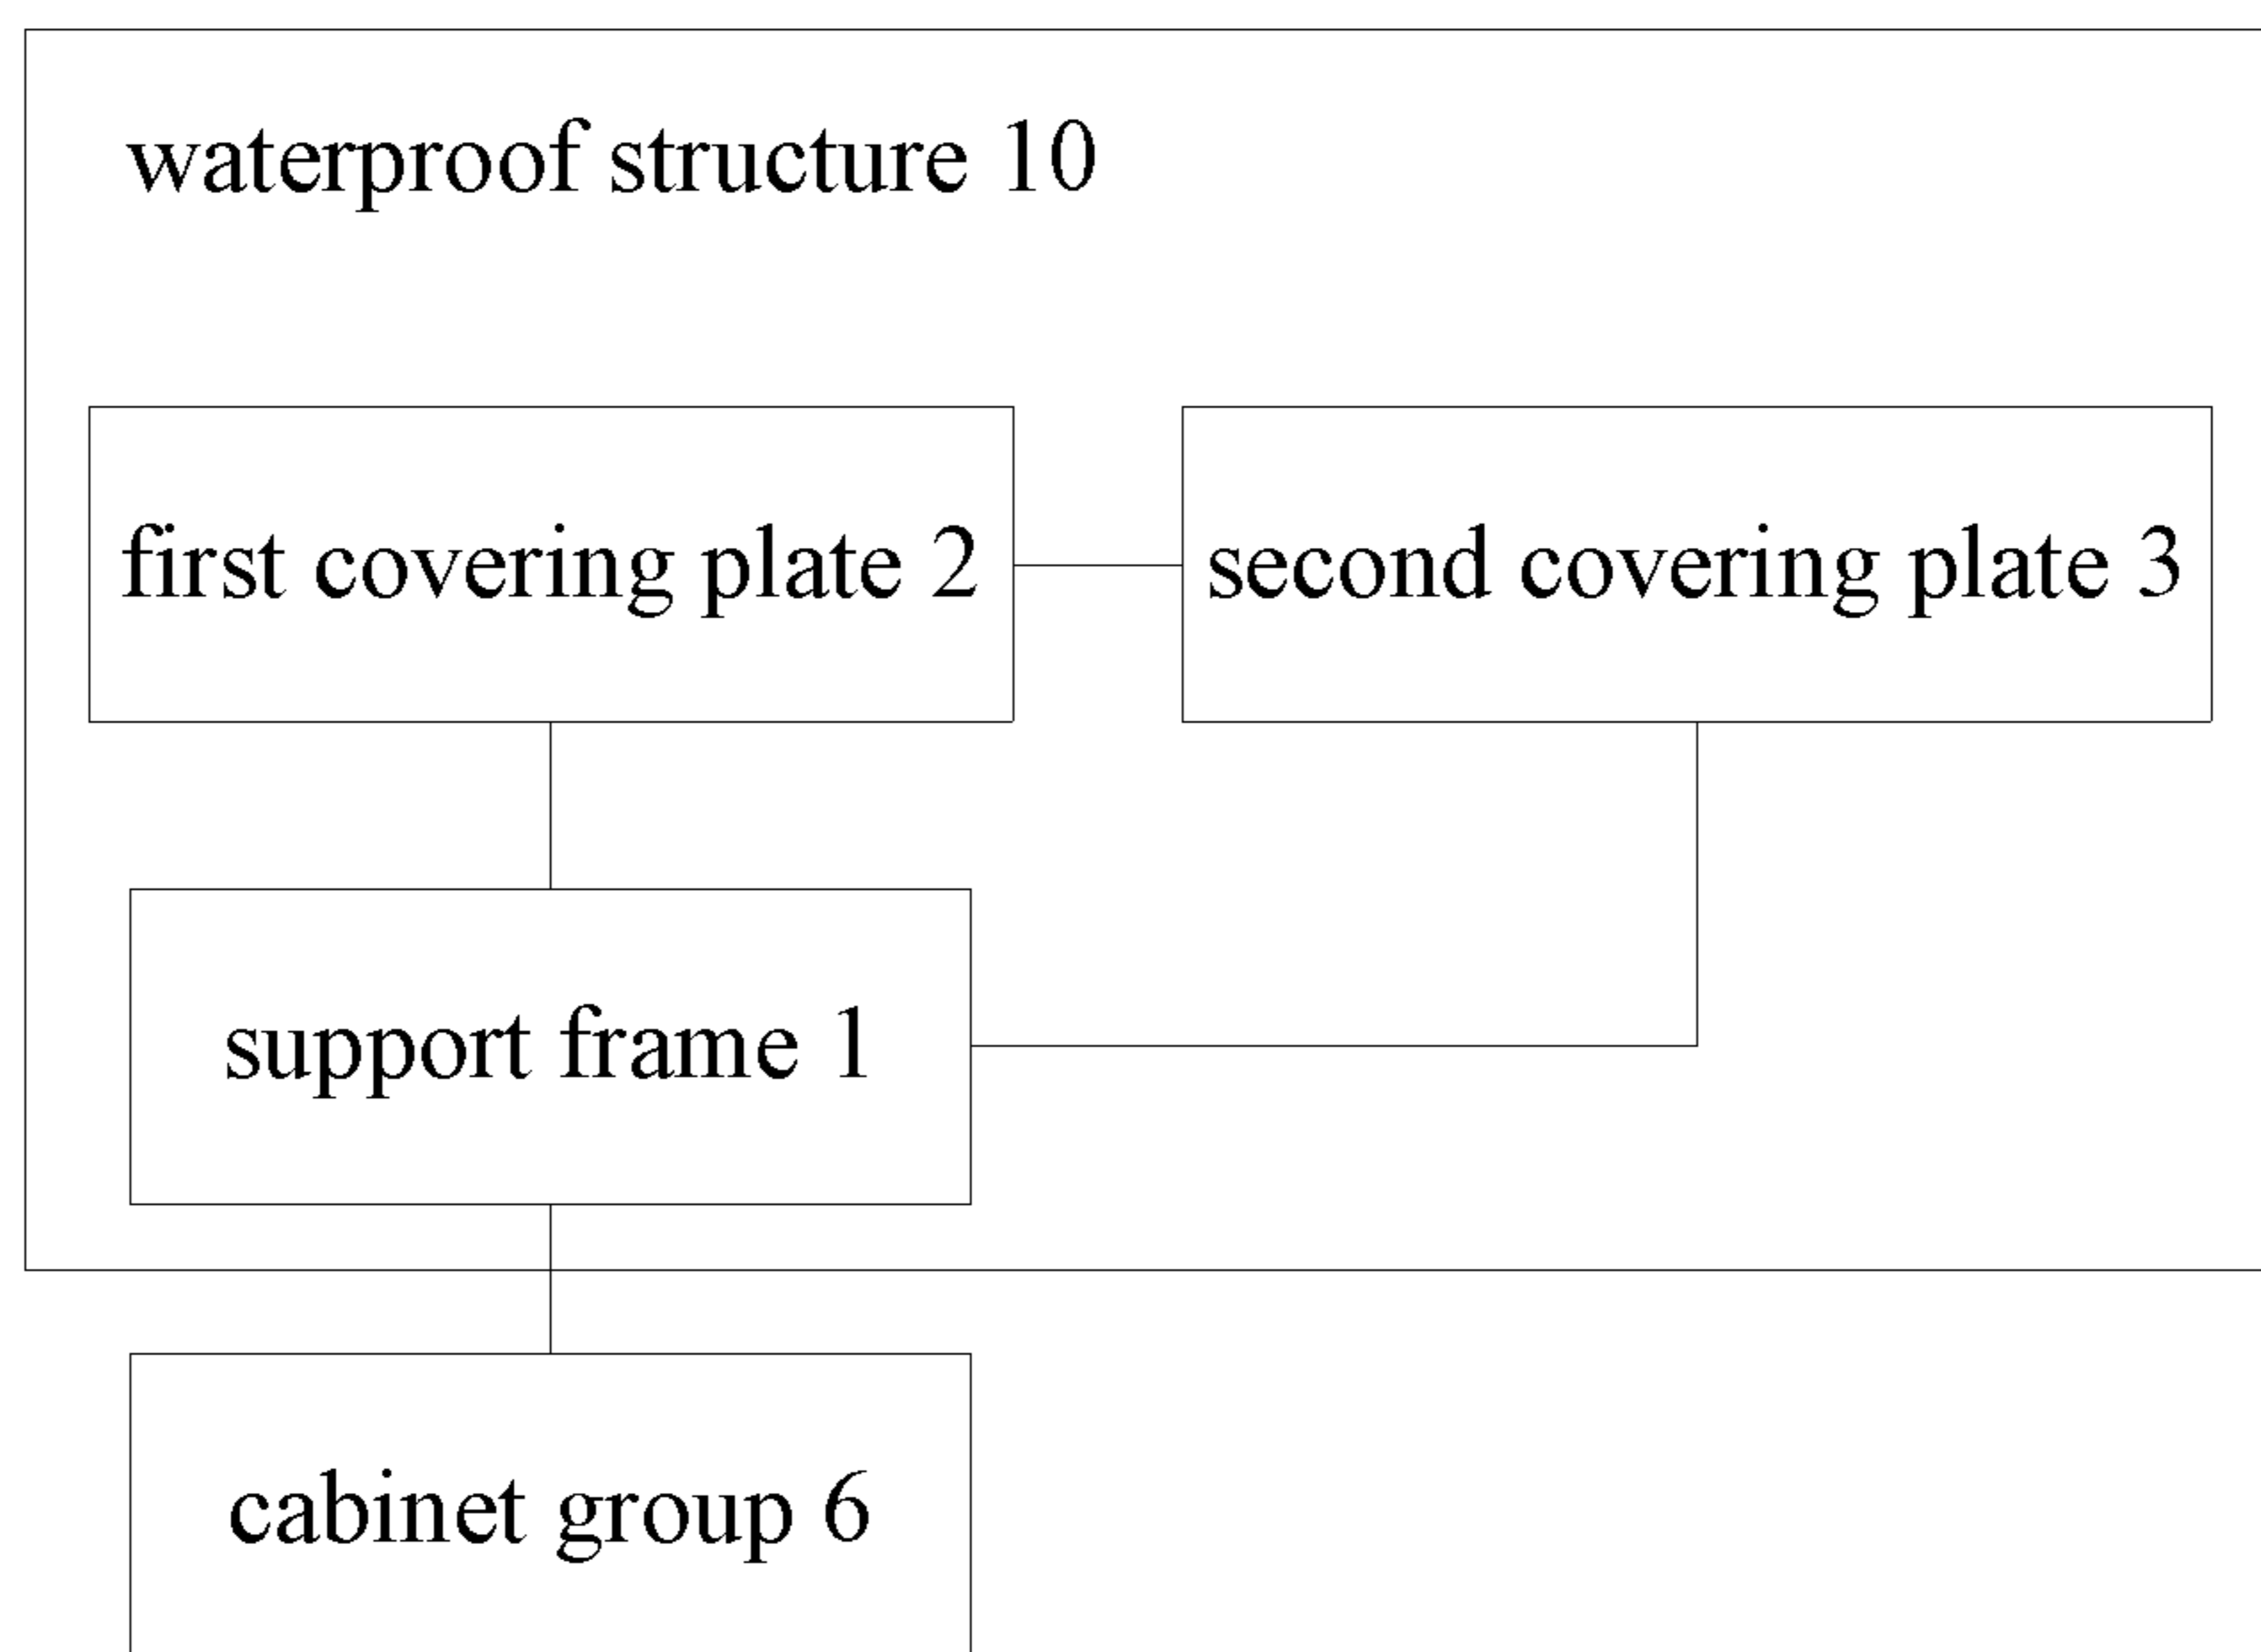 waterproof structure 10
first covering plate 2
second covering plate 3
support frame 1
cabinet group 6